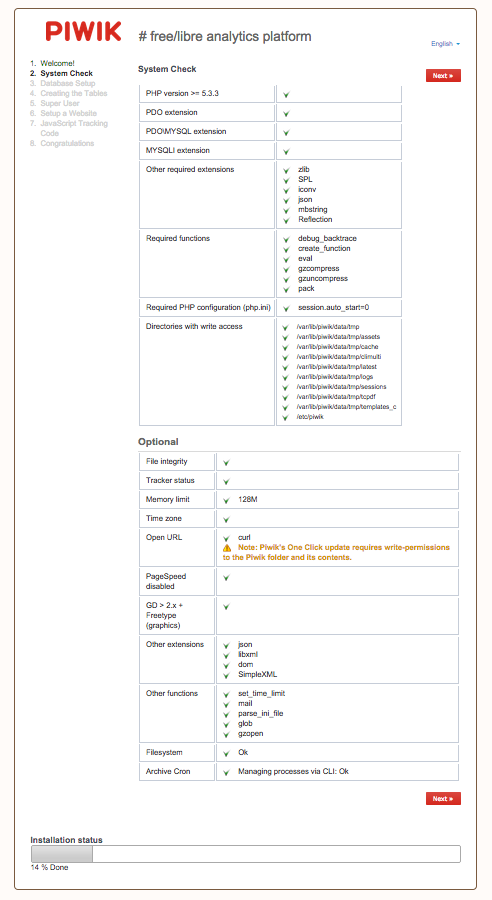 PIWIK # free/libre analytics platform
English
1. Welcome!
2. System Check
3. Database Setup
4. Creating the Tables
5. Super User
6. Setup a Website
7. JavaScript Tracking
Code
8. Congratulations
System Check
Next »
PHP version >= 5.3.3
PDO extension
PDO\MYSQL extension
MYSQLI extension
Other required extensions
zlib
SPL
iconv
json
mbstring
Reflection
Required functions
debug_backtrace
create_function
eval
gzcompress
gzuncompress
pack
Required PHP configuration (php.ini)
session.auto_start=0
Directories with write access
/var/lib/piwik/data/tmp
/var/lib/piwik/data/tmp/assets
/var/lib/piwik/data/tmp/cache
/var/lib/piwik/data/tmp/climulti
/var/lib/piwik/data/tmp/latest
/var/lib/piwik/data/tmp/logs
/var/lib/piwik/data/tmp/sessions
/var/lib/piwik/data/tmp/tcpdf
/var/lib/piwik/data/tmp/templates_c
/etc/piwik
Optional
File integrity
Tracker status
Memory limit
128M
Time zone
Open URL
curl
Note: Piwik's One Click update requires write-permissions
to the Piwik folder and its contents.
PageSpeed
disabled
GD > 2.x +
Freetype
(graphics)
Other extensions
json
libxml
dom
SimpleXML
Other functions
set_time_limit
mail
parse_ini_file
glob
gzopen
Filesystem
Ok
Archive Cron
Managing processes via CLI: Ok
Next »
Installation status
14 % Done